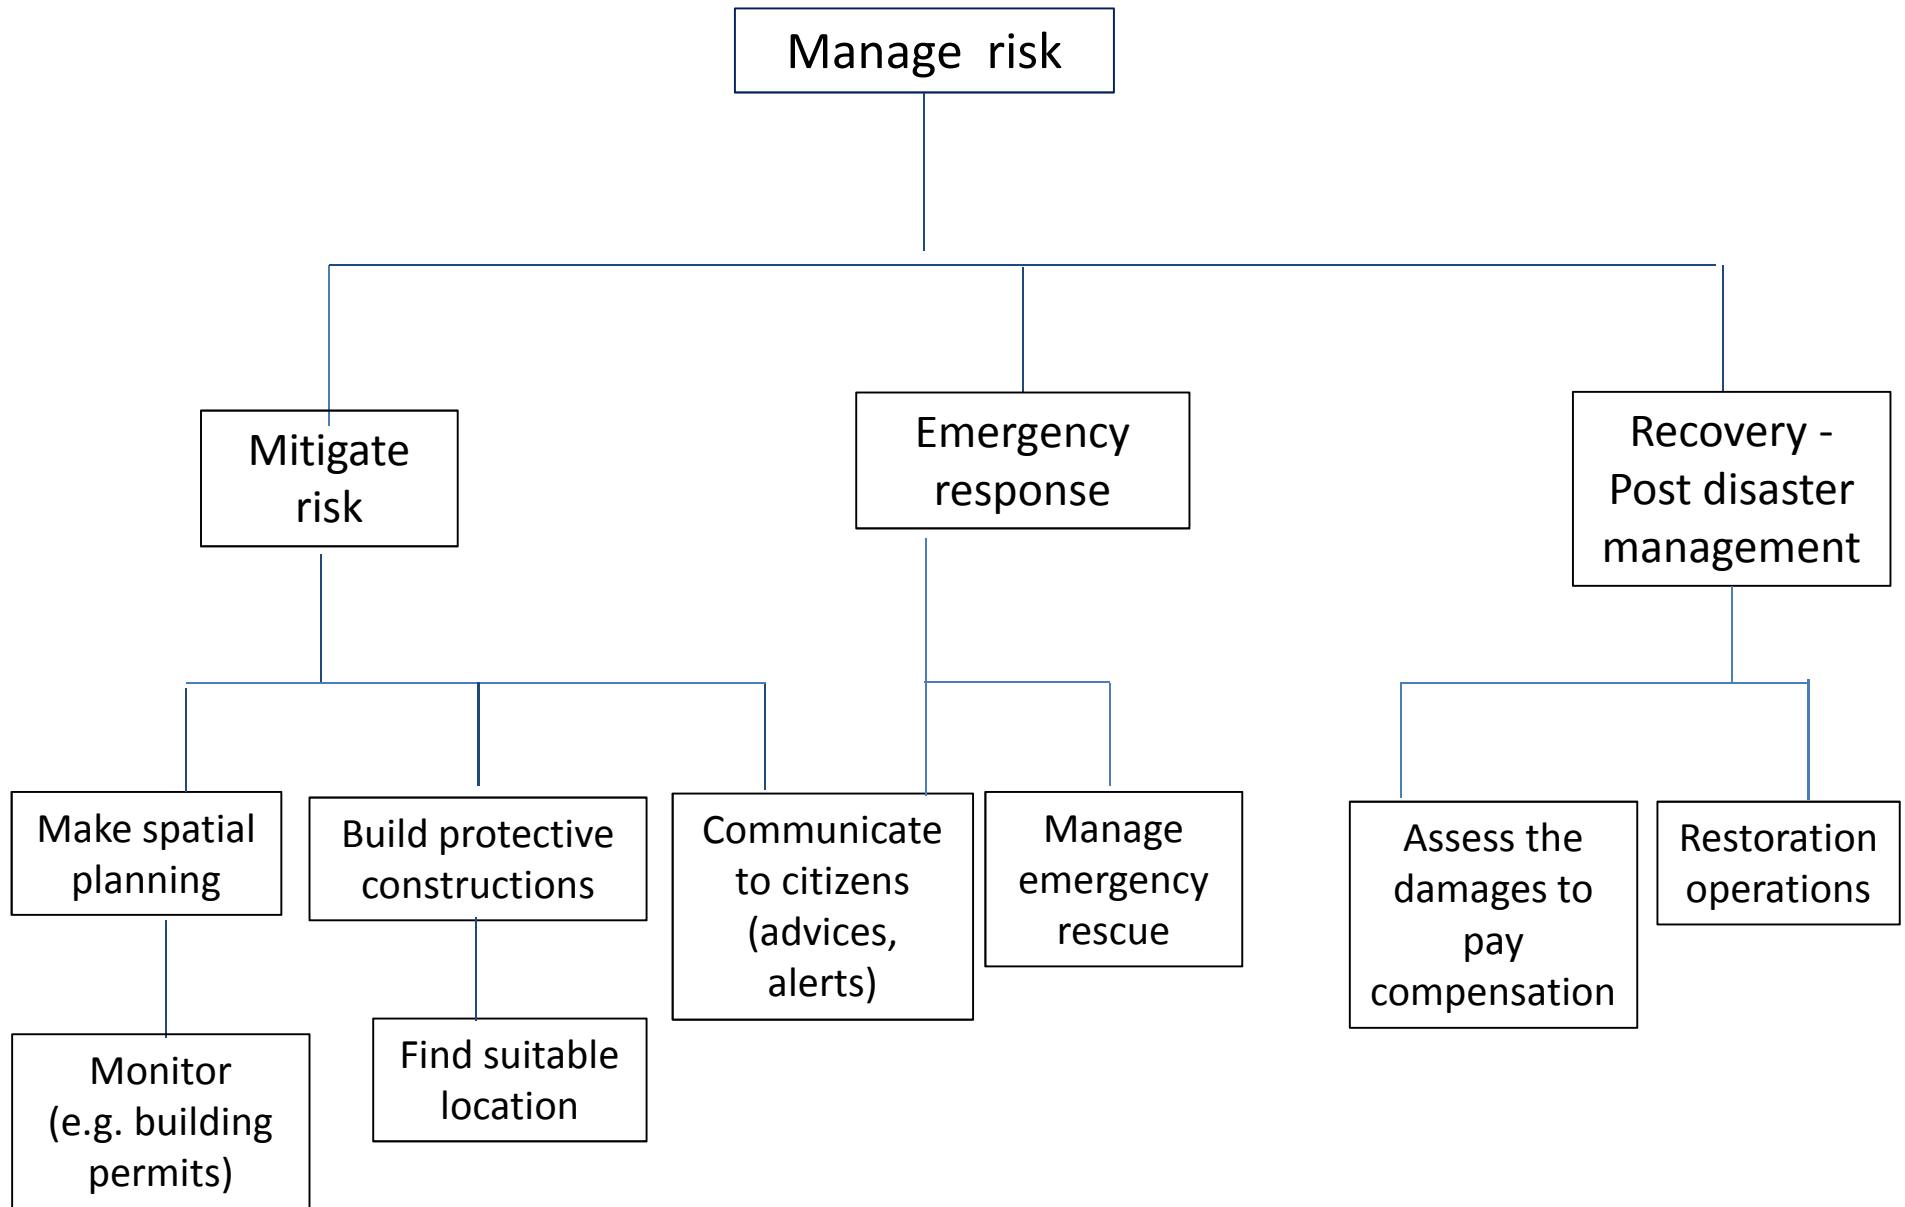 Manage risk
Mitigate
risk
Emergency
response
Recovery -
Post disaster
management
Make spatial
planning
Build protective
constructions
Communicate
to citizens
(advices,
alerts)
Manage
emergency
rescue
Assess the
damages to
pay
compensation
Restoration
operations
Monitor
(e.g. building
permits)
Find suitable
location